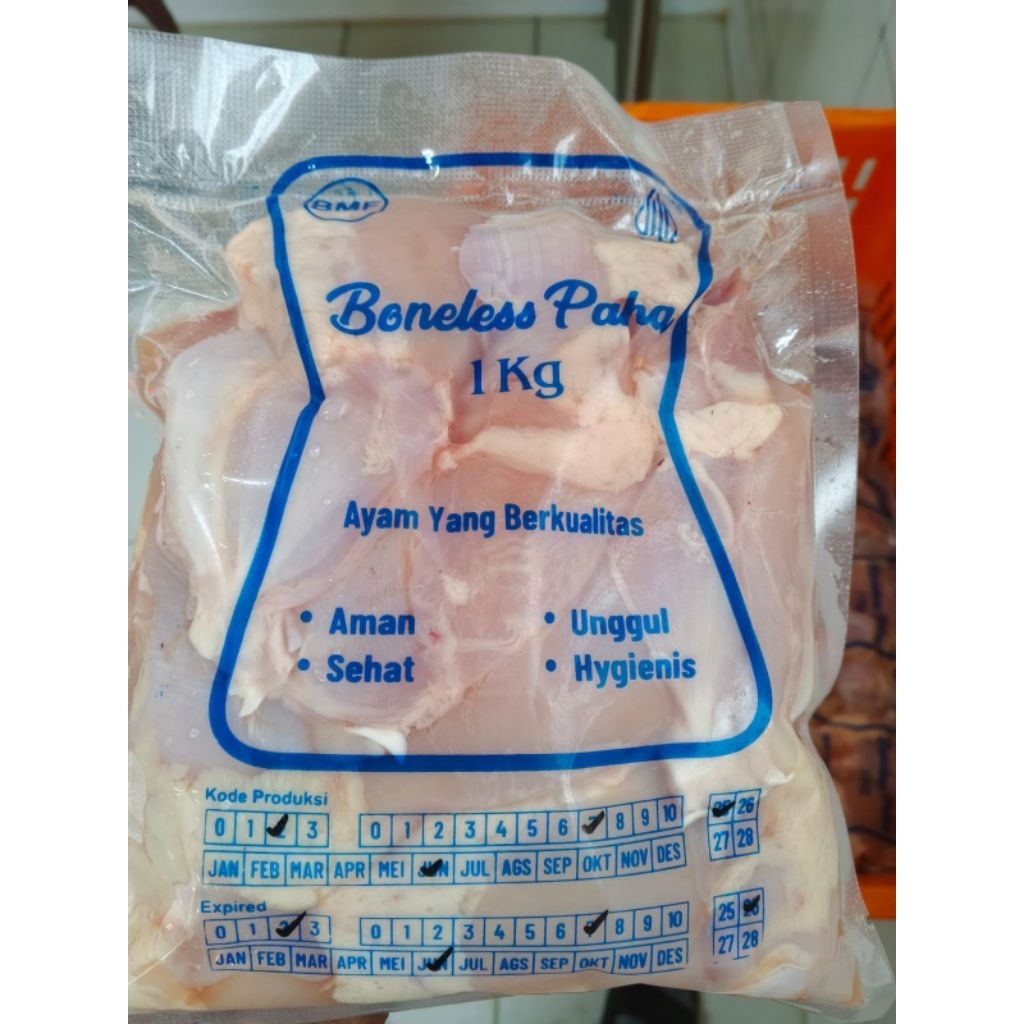 BMF
Boneless Paha
1 Kg
Ayam Yang Berkualitas
• Aman • Unggul
• Sehat • Hygienis
Kode Produksi
0 1 2 3 0 1 2 3 4 5 6 7 8 9 10 25 26
JAN FEB MAR APR MEI JUN JUL AGS SEP OKT NOV DES 27 28
Expired
0 1 2 3 0 1 2 3 4 5 6 7 8 9 10 25 26
JAN FEB MAR APR MEI JUN JUL AGS SEP OKT NOV DES 27 28